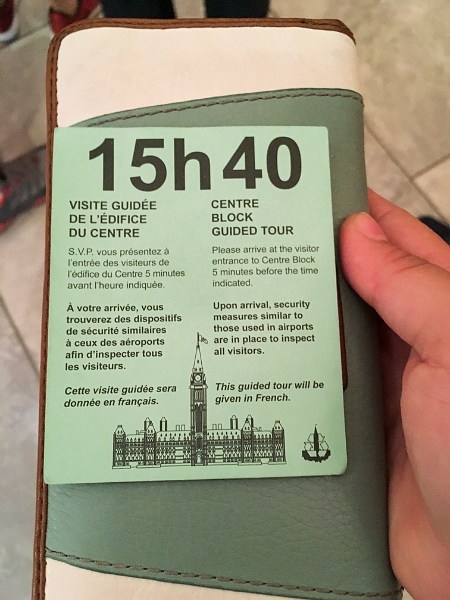 15h40
VISITE GUIDÉE
DE L'ÉDIFICE
DU CENTRE
S.V.P. vous présentez à
l'entrée des visiteurs de
l'édifice du Centre 5 minutes
avant l'heure indiquée.
À votre arrivée, vous
trouverez des dispositifs
de sécurité similaires
à ceux des aéroports
afin d'inspecter tous
les visiteurs.
Cette visite guidée sera
donnée en français.
CENTRE
BLOCK
GUIDED TOUR
Please arrive at the visitor
entrance to Centre Block
5 minutes before the time
indicated.
Upon arrival, security
measures similar to
those used in airports
are in place to inspect
all visitors.
This guided tour will be
given in French.